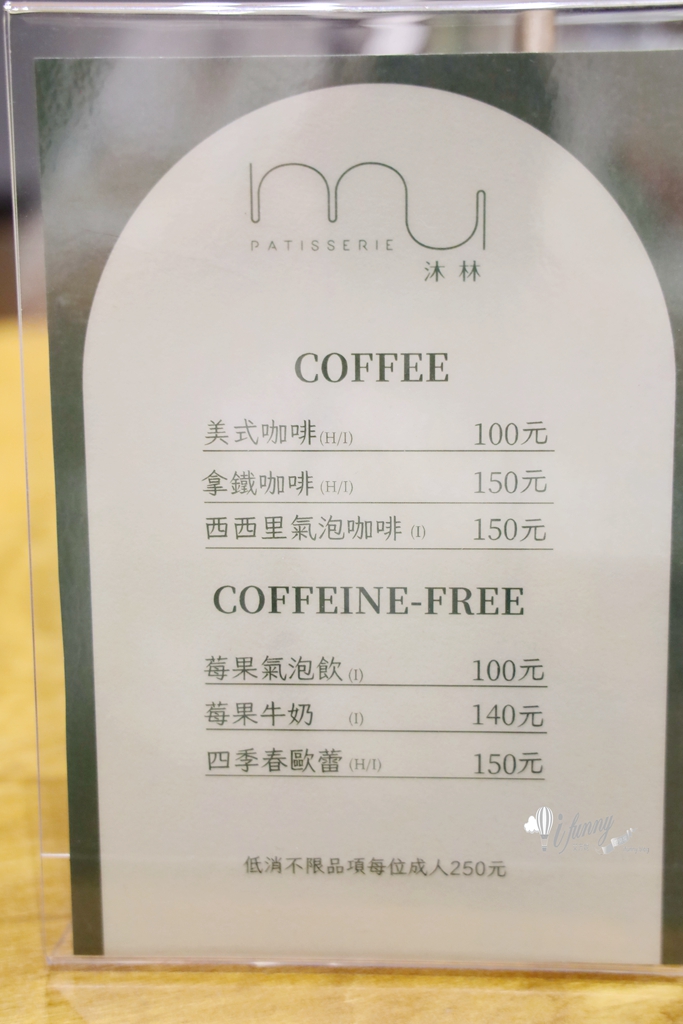 mu
PATISSERIE
沐林
COFFEE
美式咖啡(H/I) 100元
拿鐵咖啡(H/I) 150元
西西里氣泡咖啡 (I) 150元
COFFEINE-FREE
莓果氣泡飲(I) 100元
莓果牛奶 (I) 140元
四季春歐蕾(H/I) 150元
i funny
低消不限品項每位成人250元